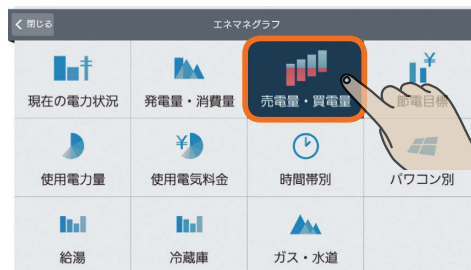 閉じる
エネマネグラフ
現在の電力状況
発電量・消費量
売電量・買電量
節電目標
使用電力量
使用電気料金
時間帯別
パワコン別
給湯
冷蔵庫
ガス・水道